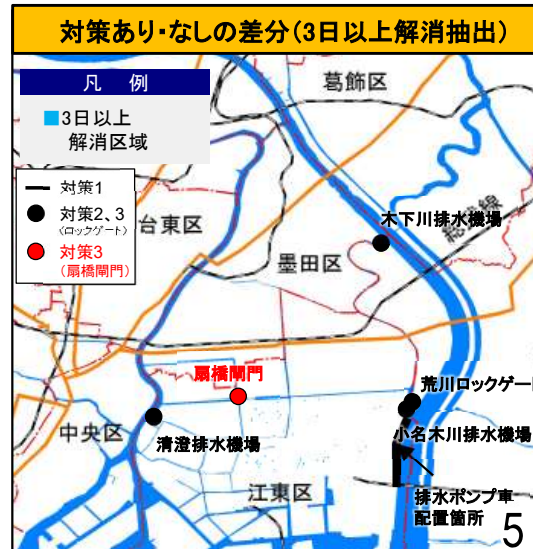 対策あり・なしの差分(3日以上解消抽出)
凡 例
3日以上
解消区域
対策1
対策2、3
(ロックゲート)
対策3
(扇橋閘門)
葛飾区
台東区
木下川排水機場
総武線
墨田区
扇橋閘門
荒川ロックゲート
中央区
清澄排水機場
小名木川排水機場
江東区
排水ポンプ車
配置箇所
5